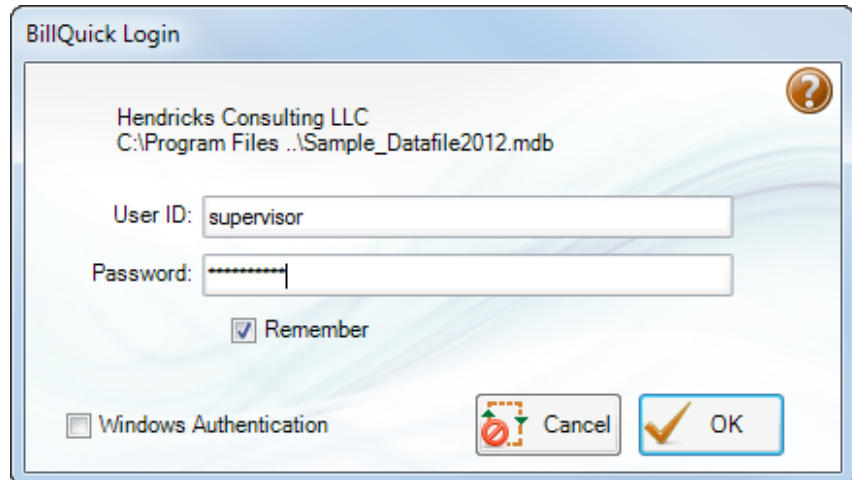 BillQuick Login
Hendricks Consulting LLC
C:\Program Files ..\Sample_Datafile2012.mdb
User ID: supervisor
Password: **********
Remember
Windows Authentication
Cancel
OK